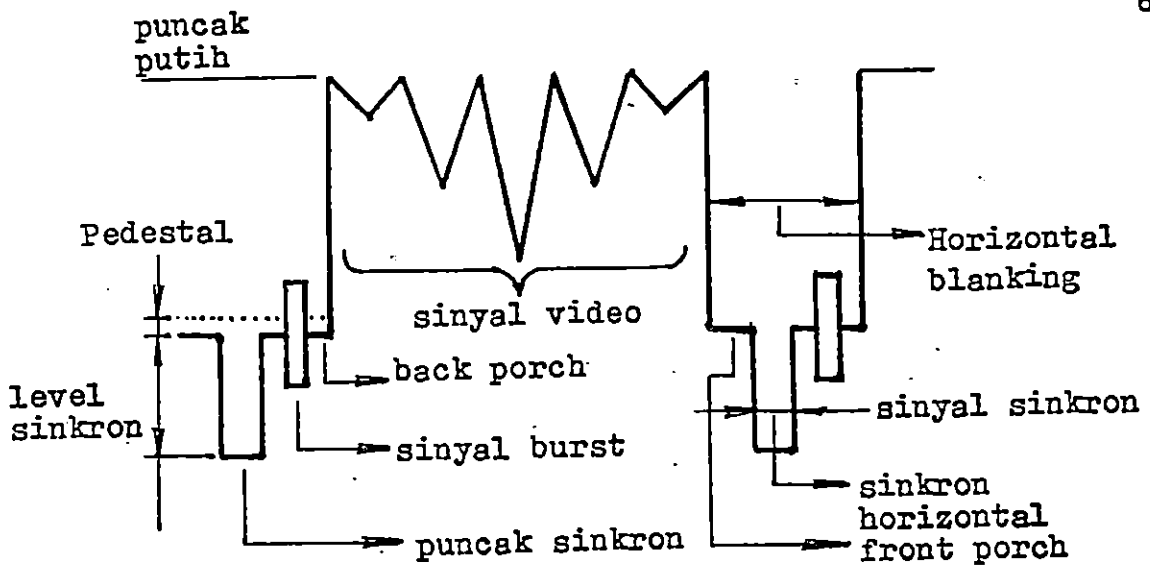 puncak
putih
Pedestal
Horizontal
blanking
sinyal video
back porch
level
sinkron
sinyal sinkron
sinyal burst
sinkron
horizontal
front porch
puncak sinkron